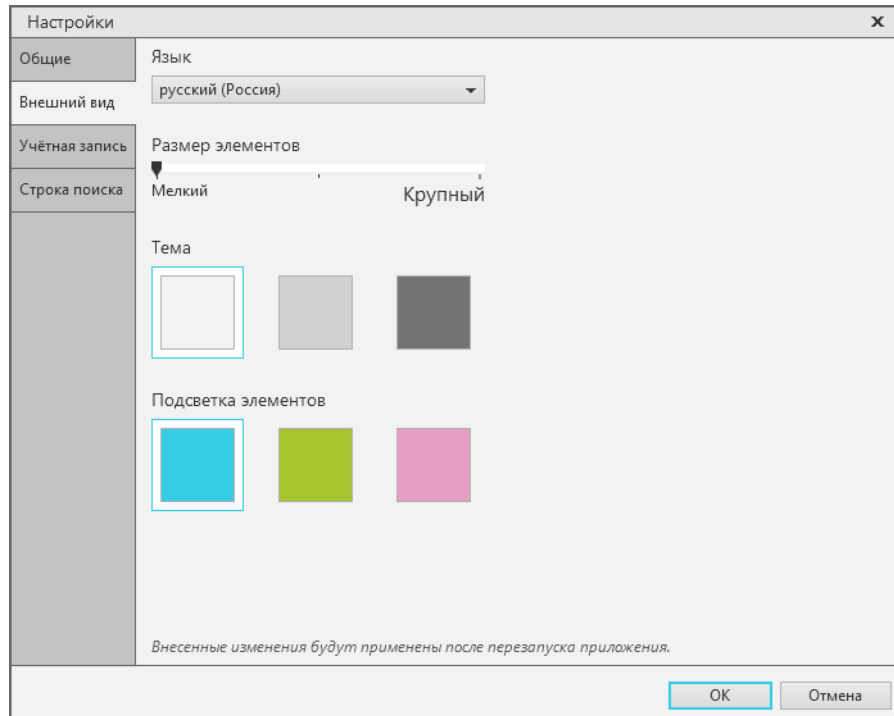 Настройки
Общие
Внешний вид
Учётная запись
Строка поиска
Язык
русский (Россия)
Размер элементов
Мелкий
Крупный
Тема
Подсветка элементов
Внесенные изменения будут применены после перезапуска приложения.
ОК
Отмена